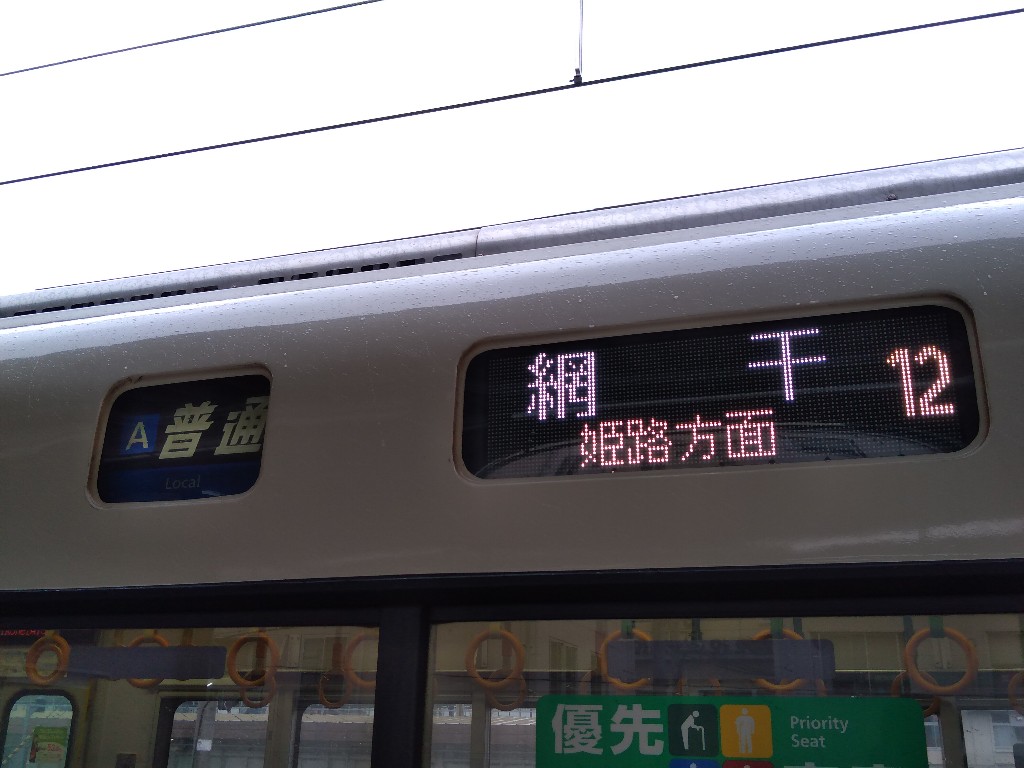 A 普通
Local
網干 12
姫路方面
優先
Priority
Seat